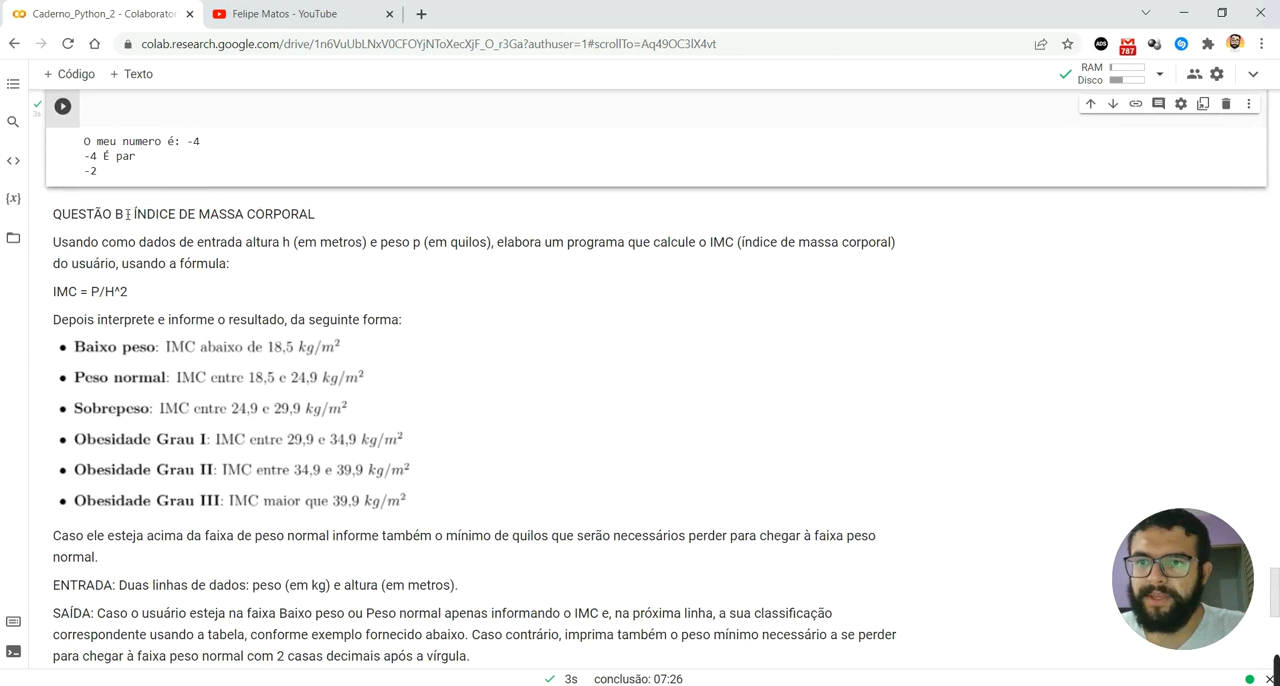 Caderno_Python_2 - Colaborator
Felipe Matos - YouTube
colab.research.google.com/drive/1n6VuUbLNxV0CFOYjNToXecXjF_O_r3Ga?authuser=1#scrollTo=Aq49OC3lX4vt
ADS
787
+ Código + Texto
RAM
Disco
3s
{x}
O meu numero é: -4
-4 É par
-2
QUESTÃO B - ÍNDICE DE MASSA CORPORAL
Usando como dados de entrada altura h (em metros) e peso p (em quilos), elabora um programa que calcule o IMC (índice de massa corporal)
do usuário, usando a fórmula:
IMC = P/H^2
Depois interprete e informe o resultado, da seguinte forma:
• Baixo peso: IMC abaixo de 18,5 kg/m²
• Peso normal: IMC entre 18,5 e 24,9 kg/m²
• Sobrepeso: IMC entre 24,9 e 29,9 kg/m²
• Obesidade Grau I: IMC entre 29,9 e 34,9 kg/m²
• Obesidade Grau II: IMC entre 34,9 e 39,9 kg/m²
• Obesidade Grau III: IMC maior que 39,9 kg/m²
Caso ele esteja acima da faixa de peso normal informe também o mínimo de quilos que serão necessários perder para chegar à faixa peso
normal.
ENTRADA: Duas linhas de dados: peso (em kg) e altura (em metros).
SAÍDA: Caso o usuário esteja na faixa Baixo peso ou Peso normal apenas informando o IMC e, na próxima linha, a sua classificação
correspondente usando a tabela, conforme exemplo fornecido abaixo. Caso contrário, imprima também o peso mínimo necessário a se perder
para chegar à faixa peso normal com 2 casas decimais após a vírgula.
3s conclusão: 07:26